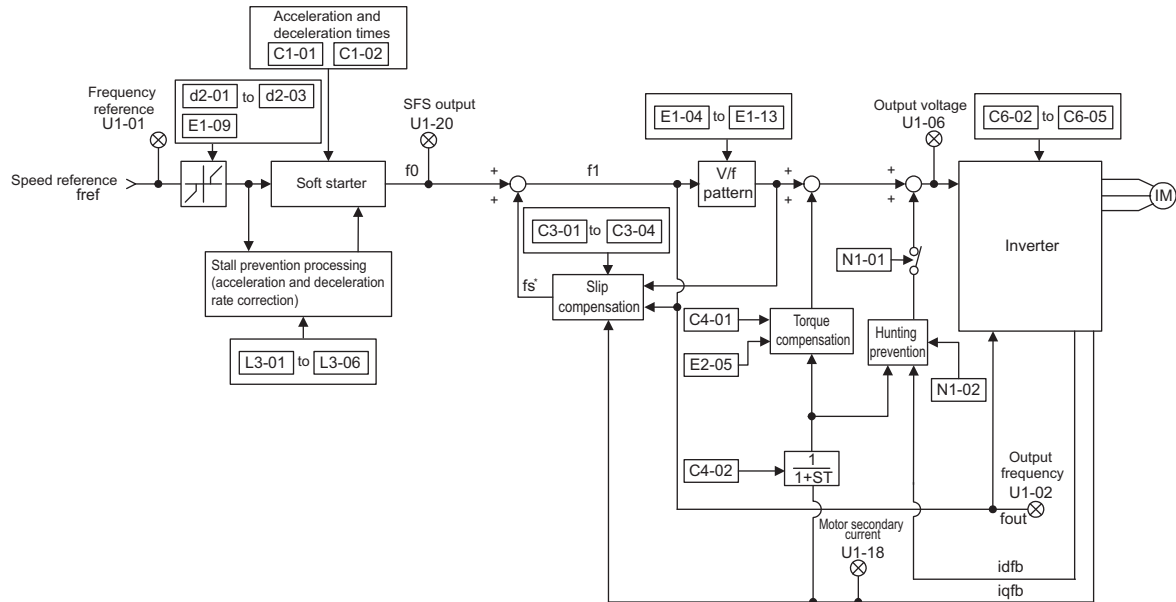 Acceleration and
deceleration times
C1-01 C1-02
Frequency
reference
U1-01
d2-01 to d2-03
E1-09
SFS output
U1-20
E1-04 to E1-13
Output voltage
U1-06
C6-02 to C6-05
Speed reference
fref
Soft starter
f0
+
+
f1
V/f
pattern
+
+
+
+
IM
Inverter
C3-01 to C3-04
N1-01
Stall prevention processing
(acceleration and deceleration
rate correction)
fs*
Slip
compensation
C4-01
Torque
compensation
Hunting
prevention
E2-05
L3-01 to L3-06
N1-02
C4-02
1
1+ST
Output
frequency
U1-02
fout
Motor secondary
current
U1-18
idfb
iqfb